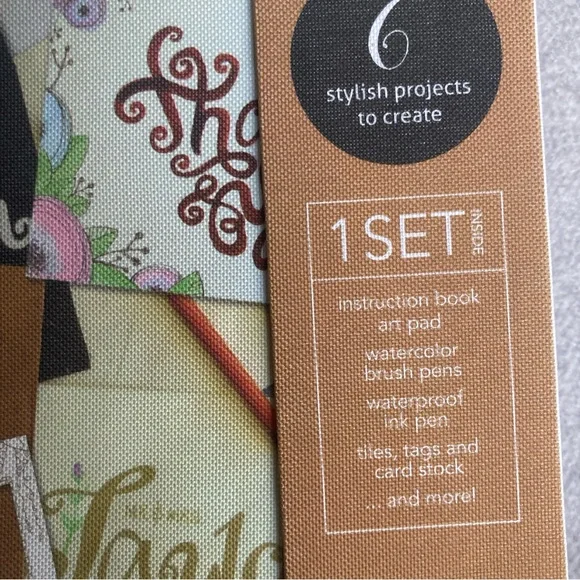 6
stylish projects
to create
1 SET
INSIDE
instruction book
art pad
watercolor
brush pens
waterproof
ink pen
tiles, tags and
card stock
... and more!
Tha